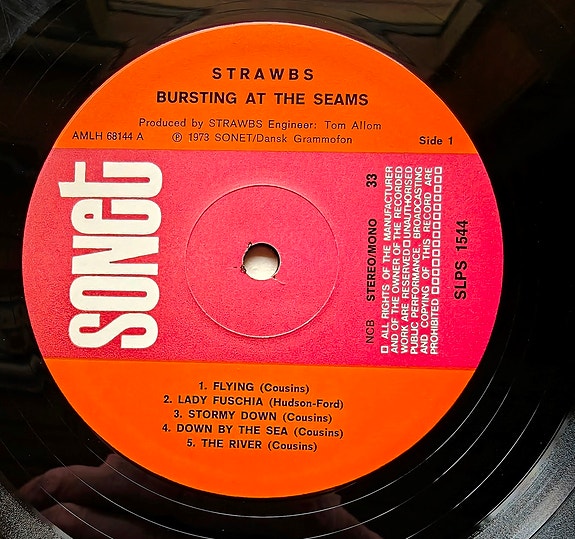 STRAWBS
BURSTING AT THE SEAMS
Produced by STRAWBS Engineer: Tom Allom
AMLH 68144 A
℗ 1973 SONET/Dansk Grammofon
Side 1
SONET
NCB STEREO/MONO 33
□ ALL RIGHTS OF THE MANUFACTURER
AND OF THE OWNER OF THE RECORDED
WORK ARE RESERVED □ UNAUTHORISED
PUBLIC PERFORMANCE, BROADCASTING
AND COPYING OF THIS RECORD ARE
PROHIBITED □□□□□□□□□□□□
SLPS 1544
1. FLYING (Cousins)
2. LADY FUSCHIA (Hudson-Ford)
3. STORMY DOWN (Cousins)
4. DOWN BY THE SEA (Cousins)
5. THE RIVER (Cousins)